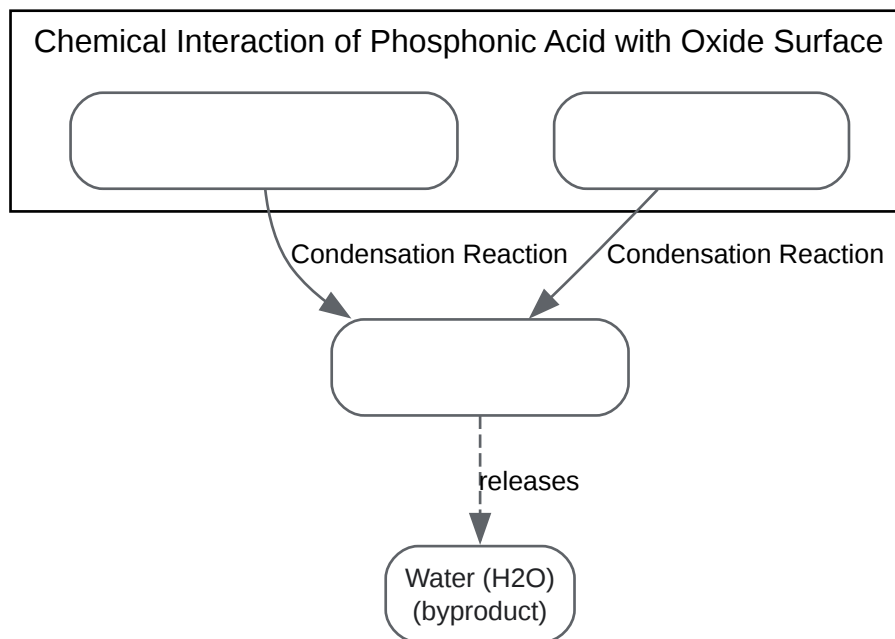 Chemical Interaction of Phosphonic Acid with Oxide Surface
Condensation Reaction
Condensation Reaction
releases
Water (H2O)
(byproduct)